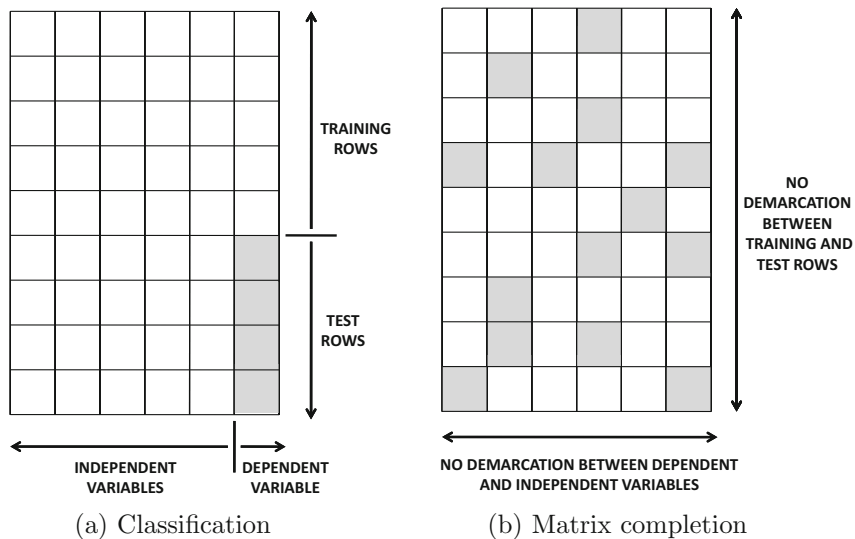 TRAINING
ROWS
TEST
ROWS
INDEPENDENT
VARIABLES
DEPENDENT
VARIABLE
(a) Classification
NO
DEMARCATION
BETWEEN
TRAINING AND
TEST ROWS
NO DEMARCATION BETWEEN DEPENDENT
AND INDEPENDENT VARIABLES
(b) Matrix completion